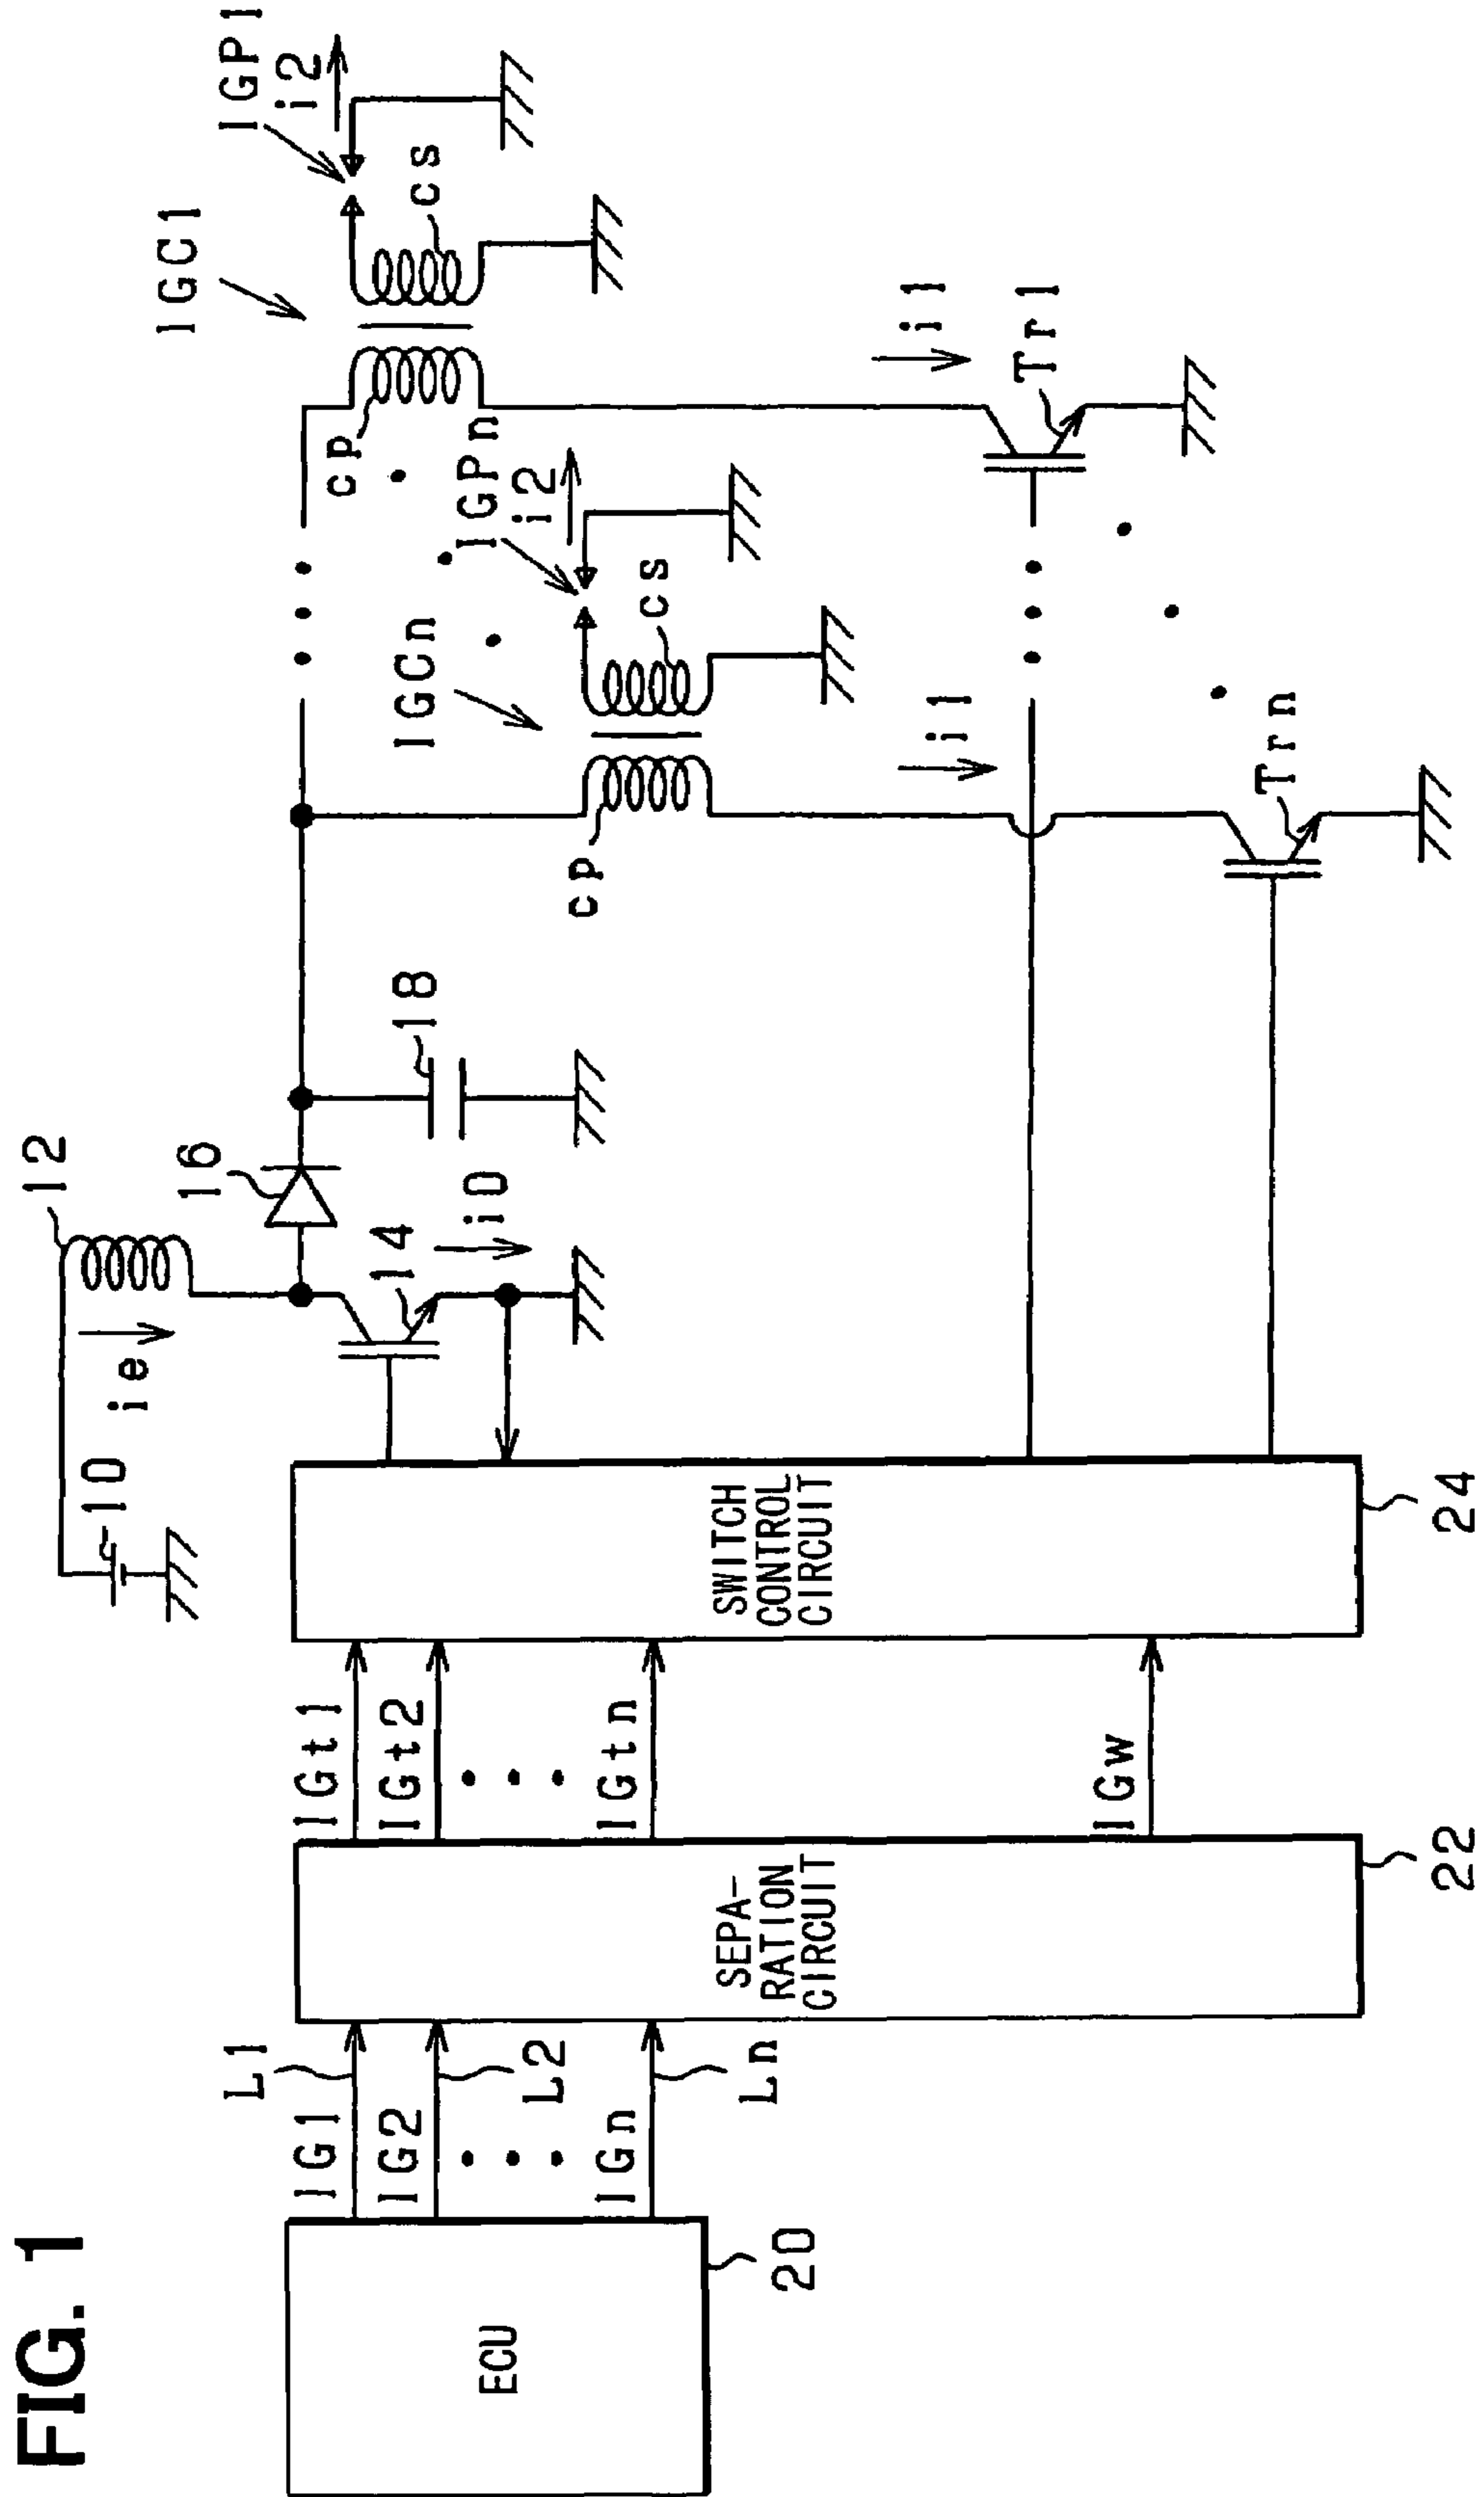 FIG. 1
12
10
ie
16
14
i0
18
IGC1
IGP1
i2
cp
cs
IGCn
IGPn
i2
cp
cs
i1
Tr1
i1
Trn
ECU
20
IG1
L1
IG2
L2
IGn
Ln
SEPA-
RATION
CIRCUIT
22
IGt1
IGt2
IGtn
IGw
SWITCH
CONTROL
CIRCUIT
24